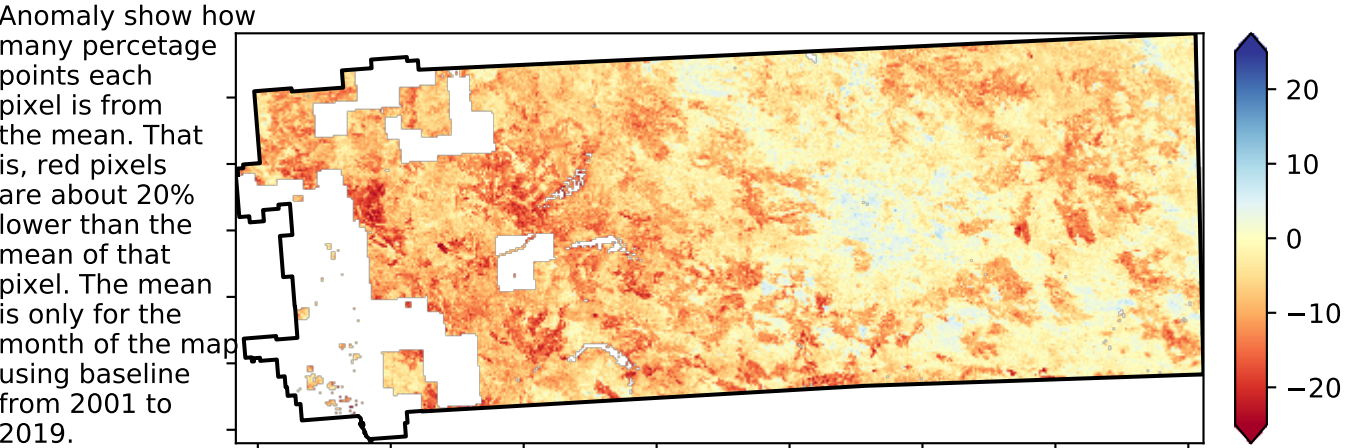 Anomaly show how
many percetage
points each
pixel is from
the mean. That
is, red pixels
are about 20%
lower than the
mean of that
pixel. The mean
is only for the
month of the map
using baseline
from 2001 to
2019.
20
10
0
−10
−20